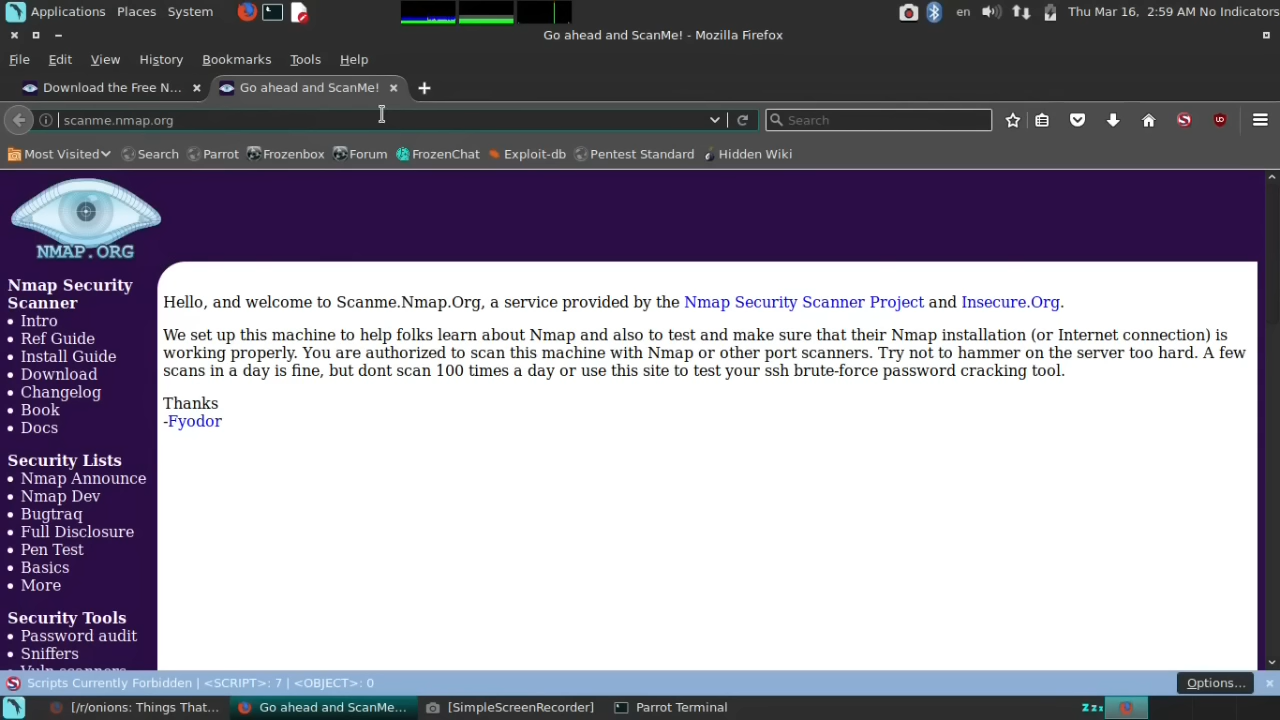 Applications Places System en Thu Mar 16, 2:59 AM No Indicators
Go ahead and ScanMe! - Mozilla Firefox
File Edit View History Bookmarks Tools Help
Download the Free N... Go ahead and ScanMe!
scanme.nmap.org Search
Most Visited Search Parrot Frozenbox Forum FrozenChat Exploit-db Pentest Standard Hidden Wiki
NMAP.ORG
Nmap Security
Scanner
• Intro
• Ref Guide
• Install Guide
• Download
• Changelog
• Book
• Docs
Security Lists
• Nmap Announce
• Nmap Dev
• Bugtraq
• Full Disclosure
• Pen Test
• Basics
• More
Security Tools
• Password audit
• Sniffers
• Vuln scanners
Hello, and welcome to Scanme.Nmap.Org, a service provided by the Nmap Security Scanner Project and Insecure.Org.
We set up this machine to help folks learn about Nmap and also to test and make sure that their Nmap installation (or Internet connection) is
working properly. You are authorized to scan this machine with Nmap or other port scanners. Try not to hammer on the server too hard. A few
scans in a day is fine, but dont scan 100 times a day or use this site to test your ssh brute-force password cracking tool.
Thanks
-Fyodor
Scripts Currently Forbidden | <SCRIPT>: 7 | <OBJECT>: 0 Options...
[/r/onions: Things That... Go ahead and ScanMe... [SimpleScreenRecorder] Parrot Terminal zzz